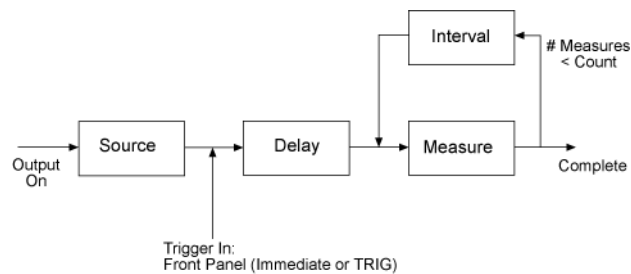 Interval
# Measures
< Count
Source
Delay
Measure
Output
On
Complete
Trigger In:
Front Panel (Immediate or TRIG)